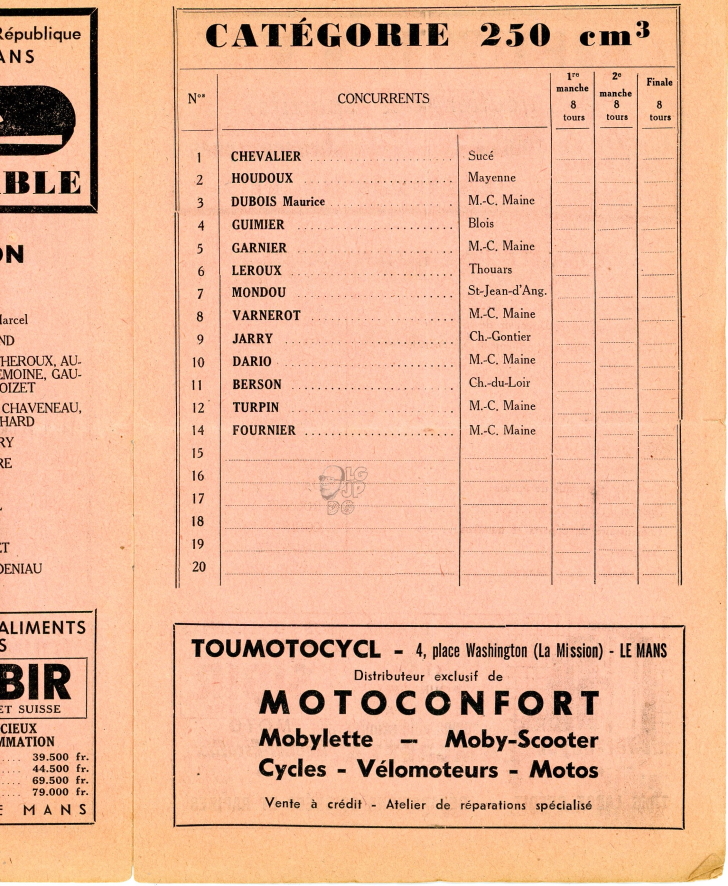 République
ANS
BLE
ON
Marcel
ND
HEROUX, AU-
EMOINE, GAU-
OIZET
CHAVENEAU,
HARD
RY
RE
ET
DENIAU
ALIMENTS
S
BIR
ET SUISSE
CIEUX
MMATION
.... 39.500 fr.
.... 44.500 fr.
.... 69.500 fr.
.... 79.000 fr.
E MANS
CATÉGORIE 250 cm³
Nos CONCURRENTS 1re manche 8 tours 2e manche 8 tours Finale 8 tours
1 CHEVALIER Sucé
2 HOUDOUX Mayenne
3 DUBOIS Maurice M.-C. Maine
4 GUIMIER Blois
5 GARNIER M.-C. Maine
6 LEROUX Thouars
7 MONDOU St-Jean-d'Ang.
8 VARNEROT M.-C. Maine
9 JARRY Ch.-Gontier
10 DARIO M.-C. Maine
11 BERSON Ch.-du-Loir
12 TURPIN M.-C. Maine
14 FOURNIER M.-C. Maine
15
16
17
18
19
20
LG
JP
DG
TOUMOTOCYCL - 4, place Washington (La Mission) - LE MANS
Distributeur exclusif de
MOTOCONFORT
Mobylette — Moby-Scooter
Cycles - Vélomoteurs - Motos
Vente à crédit - Atelier de réparations spécialisé